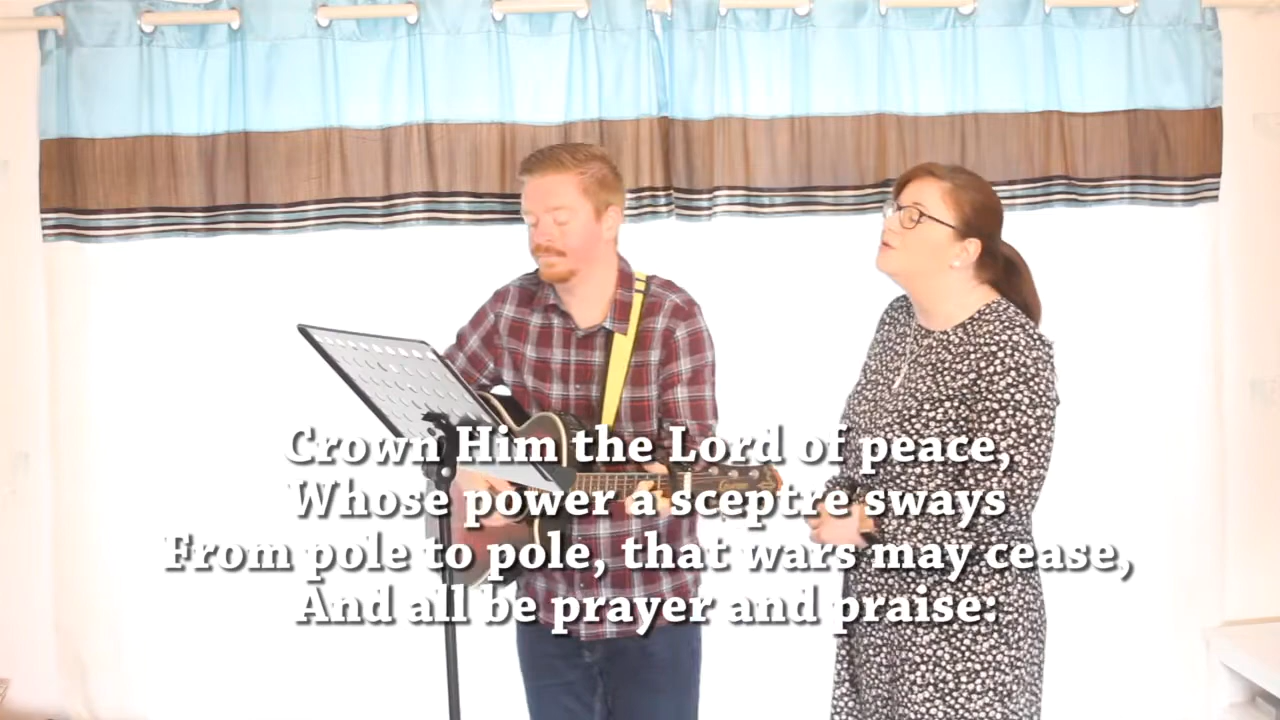 Crown Him the Lord of peace,
Whose power a sceptre sways
From pole to pole, that wars may cease,
And all be prayer and praise: